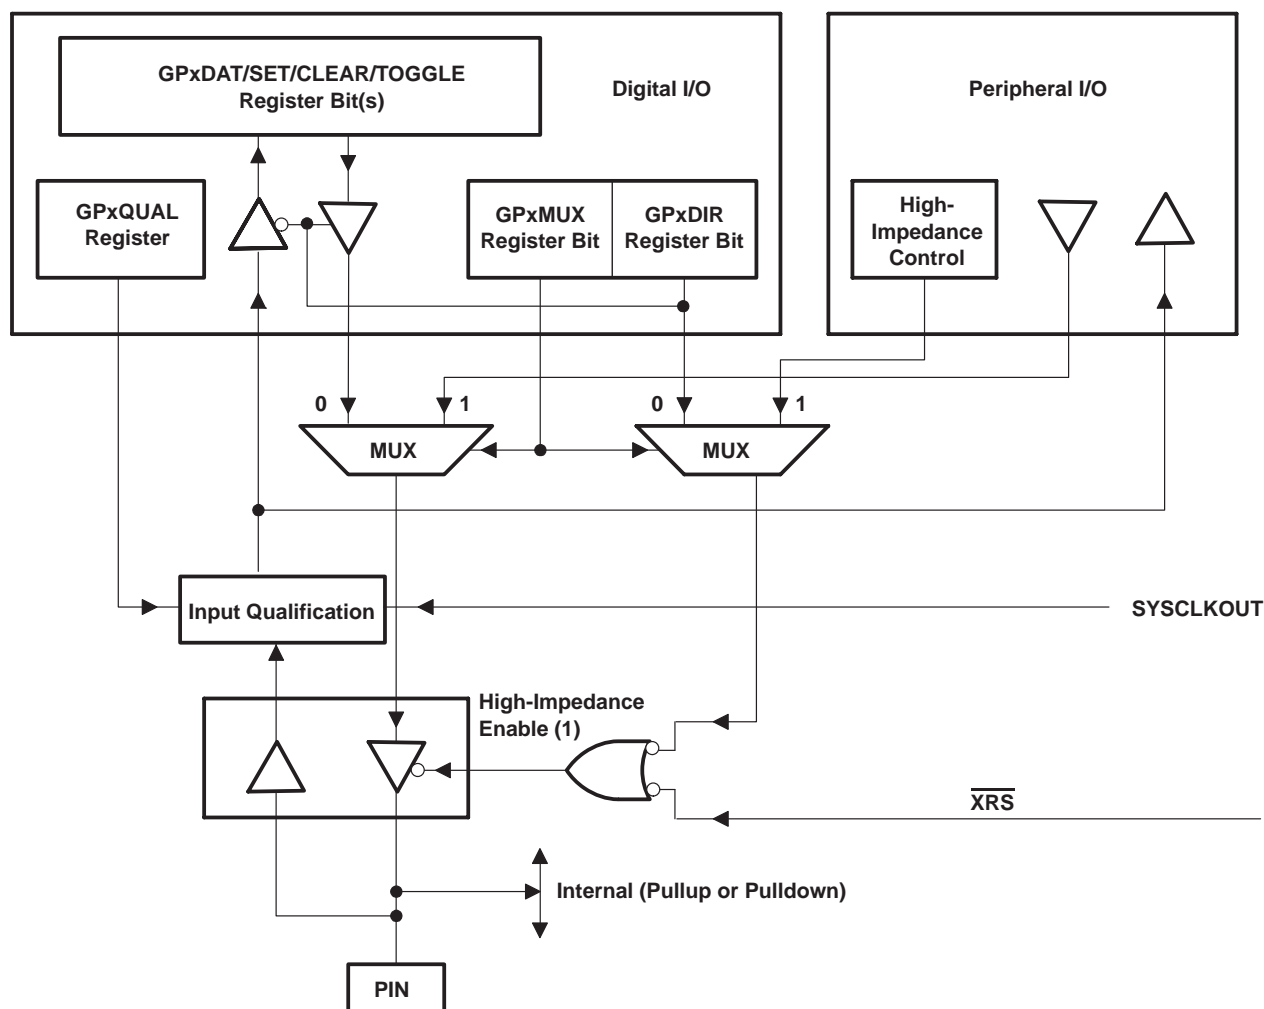 GPxDAT/SET/CLEAR/TOGGLE
Register Bit(s)
Digital I/O
Peripheral I/O
GPxQUAL
Register
GPxMUX
Register Bit
GPxDIR
Register Bit
High-
Impedance
Control
0
1
0
1
MUX
MUX
Input Qualification
SYSCLKOUT
High-Impedance
Enable (1)
XRS
Internal (Pullup or Pulldown)
PIN